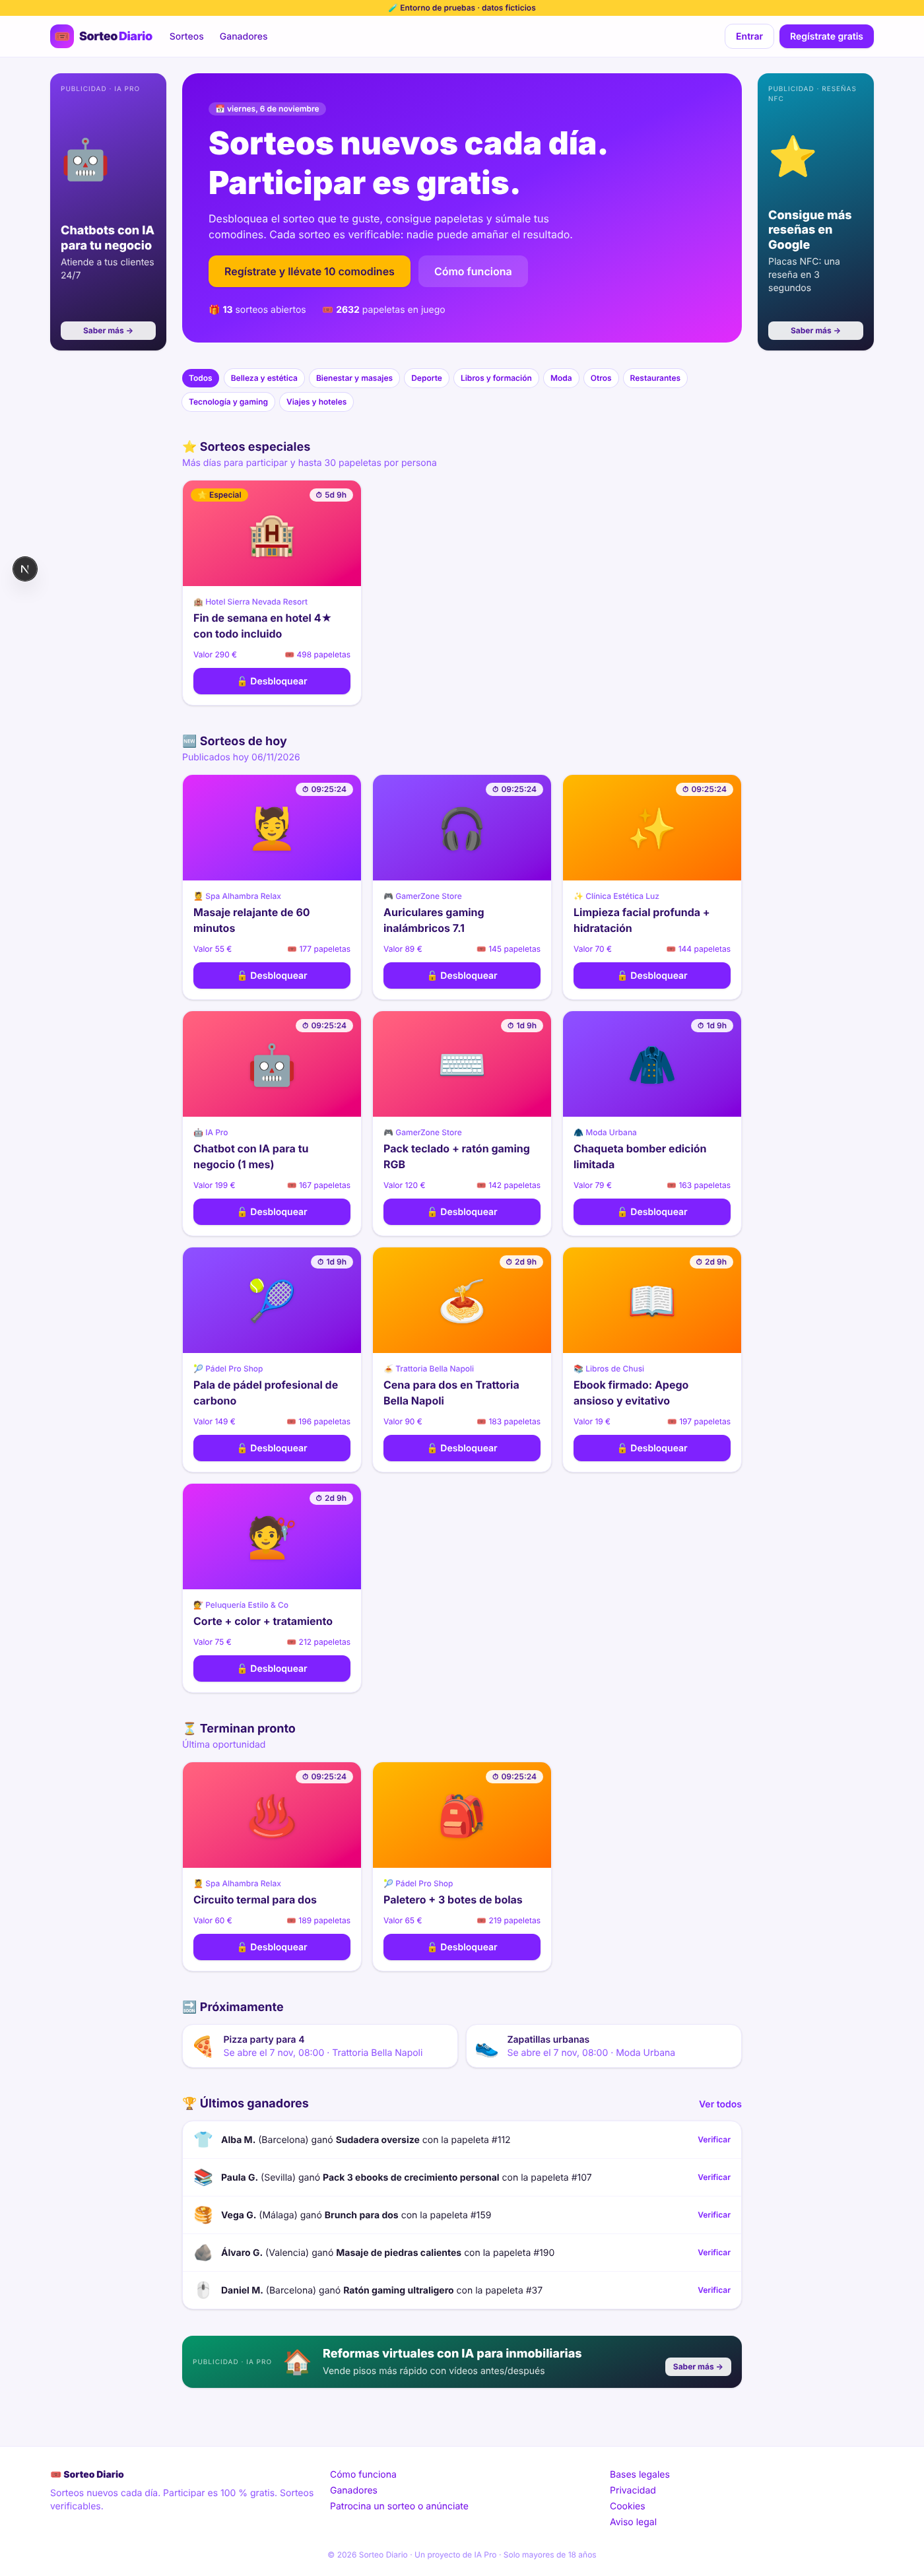 Entorno de pruebas · datos ficticios
SorteoDiario
Sorteos
Ganadores
Entrar
Regístrate gratis
PUBLICIDAD · IA PRO
Chatbots con IA
para tu negocio
Atiende a tus clientes
24/7
Saber más →
viernes, 6 de noviembre
Sorteos nuevos cada día.
Participar es gratis.
Desbloquea el sorteo que te guste, consigue papeletas y súmale tus
comodines. Cada sorteo es verificable: nadie puede amañar el resultado.
Regístrate y llévate 10 comodines
Cómo funciona
13 sorteos abiertos
2632 papeletas en juego
PUBLICIDAD · RESEÑAS
NFC
Consigue más
reseñas en
Google
Placas NFC: una
reseña en 3
segundos
Saber más →
Todos
Belleza y estética
Bienestar y masajes
Deporte
Libros y formación
Moda
Otros
Restaurantes
Tecnología y gaming
Viajes y hoteles
Sorteos especiales
Más días para participar y hasta 30 papeletas por persona
Especial
5d 9h
H
N
Hotel Sierra Nevada Resort
Fin de semana en hotel 4★
con todo incluido
Valor 290 €
498 papeletas
Desbloquear
NEW
Sorteos de hoy
Publicados hoy 06/11/2026
09:25:24
Spa Alhambra Relax
Masaje relajante de 60
minutos
Valor 55 €
177 papeletas
Desbloquear
09:25:24
GamerZone Store
Auriculares gaming
inalámbricos 7.1
Valor 89 €
145 papeletas
Desbloquear
09:25:24
Clínica Estética Luz
Limpieza facial profunda +
hidratación
Valor 70 €
144 papeletas
Desbloquear
09:25:24
IA Pro
Chatbot con IA para tu
negocio (1 mes)
Valor 199 €
167 papeletas
Desbloquear
1d 9h
GamerZone Store
Pack teclado + ratón gaming
RGB
Valor 120 €
142 papeletas
Desbloquear
1d 9h
Moda Urbana
Chaqueta bomber edición
limitada
Valor 79 €
163 papeletas
Desbloquear
1d 9h
Pádel Pro Shop
Pala de pádel profesional de
carbono
Valor 149 €
196 papeletas
Desbloquear
2d 9h
Trattoria Bella Napoli
Cena para dos en Trattoria
Bella Napoli
Valor 90 €
183 papeletas
Desbloquear
2d 9h
Libros de Chusi
Ebook firmado: Apego
ansioso y evitativo
Valor 19 €
197 papeletas
Desbloquear
2d 9h
Peluquería Estilo & Co
Corte + color + tratamiento
Valor 75 €
212 papeletas
Desbloquear
Terminan pronto
Última oportunidad
09:25:24
Spa Alhambra Relax
Circuito termal para dos
Valor 60 €
189 papeletas
Desbloquear
09:25:24
Pádel Pro Shop
Paletero + 3 botes de bolas
Valor 65 €
219 papeletas
Desbloquear
SOON
Próximamente
Pizza party para 4
Se abre el 7 nov, 08:00 · Trattoria Bella Napoli
Zapatillas urbanas
Se abre el 7 nov, 08:00 · Moda Urbana
Últimos ganadores
Ver todos
Alba M. (Barcelona) ganó Sudadera oversize con la papeleta #112
Verificar
Paula G. (Sevilla) ganó Pack 3 ebooks de crecimiento personal con la papeleta #107
Verificar
Vega G. (Málaga) ganó Brunch para dos con la papeleta #159
Verificar
Álvaro G. (Valencia) ganó Masaje de piedras calientes con la papeleta #190
Verificar
Daniel M. (Barcelona) ganó Ratón gaming ultraligero con la papeleta #37
Verificar
PUBLICIDAD · IA PRO
Reformas virtuales con IA para inmobiliarias
Vende pisos más rápido con vídeos antes/después
Saber más →
Sorteo Diario
Sorteos nuevos cada día. Participar es 100 % gratis. Sorteos
verificables.
Cómo funciona
Ganadores
Patrocina un sorteo o anúnciate
Bases legales
Privacidad
Cookies
Aviso legal
© 2026 Sorteo Diario · Un proyecto de IA Pro · Solo mayores de 18 años